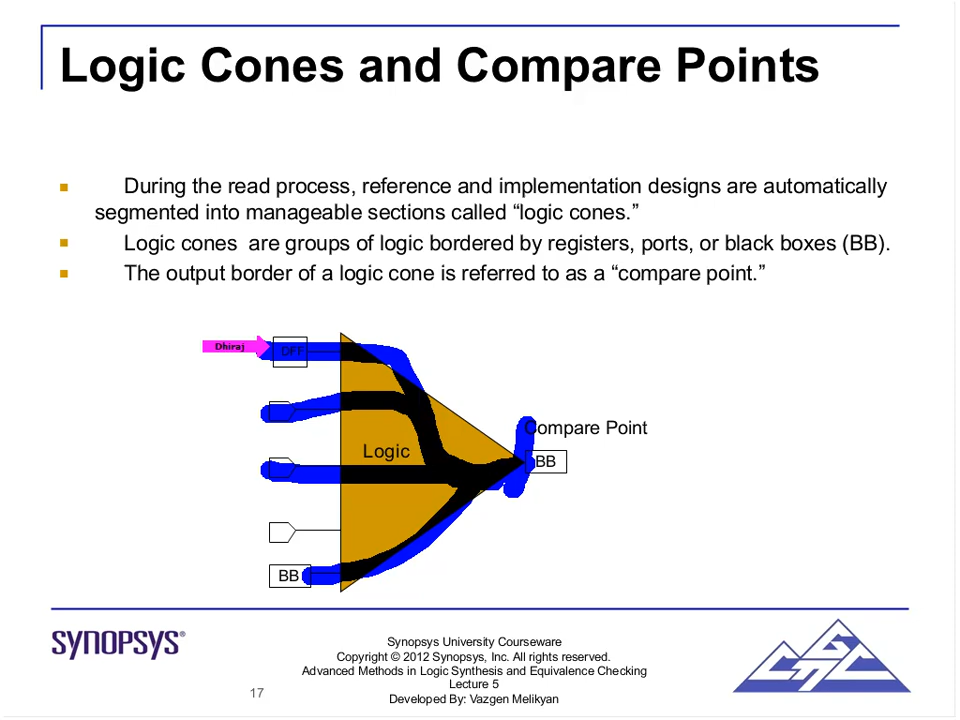 Logic Cones and Compare Points
During the read process, reference and implementation designs are automatically
segmented into manageable sections called “logic cones.”
Logic cones are groups of logic bordered by registers, ports, or black boxes (BB).
The output border of a logic cone is referred to as a “compare point.”
Dhiraj
DFF
Compare Point
Logic
BB
BB
SYNOPSYS®
Synopsys University Courseware
Copyright © 2012 Synopsys, Inc. All rights reserved.
Advanced Methods in Logic Synthesis and Equivalence Checking
Lecture 5
17
Developed By: Vazgen Melikyan